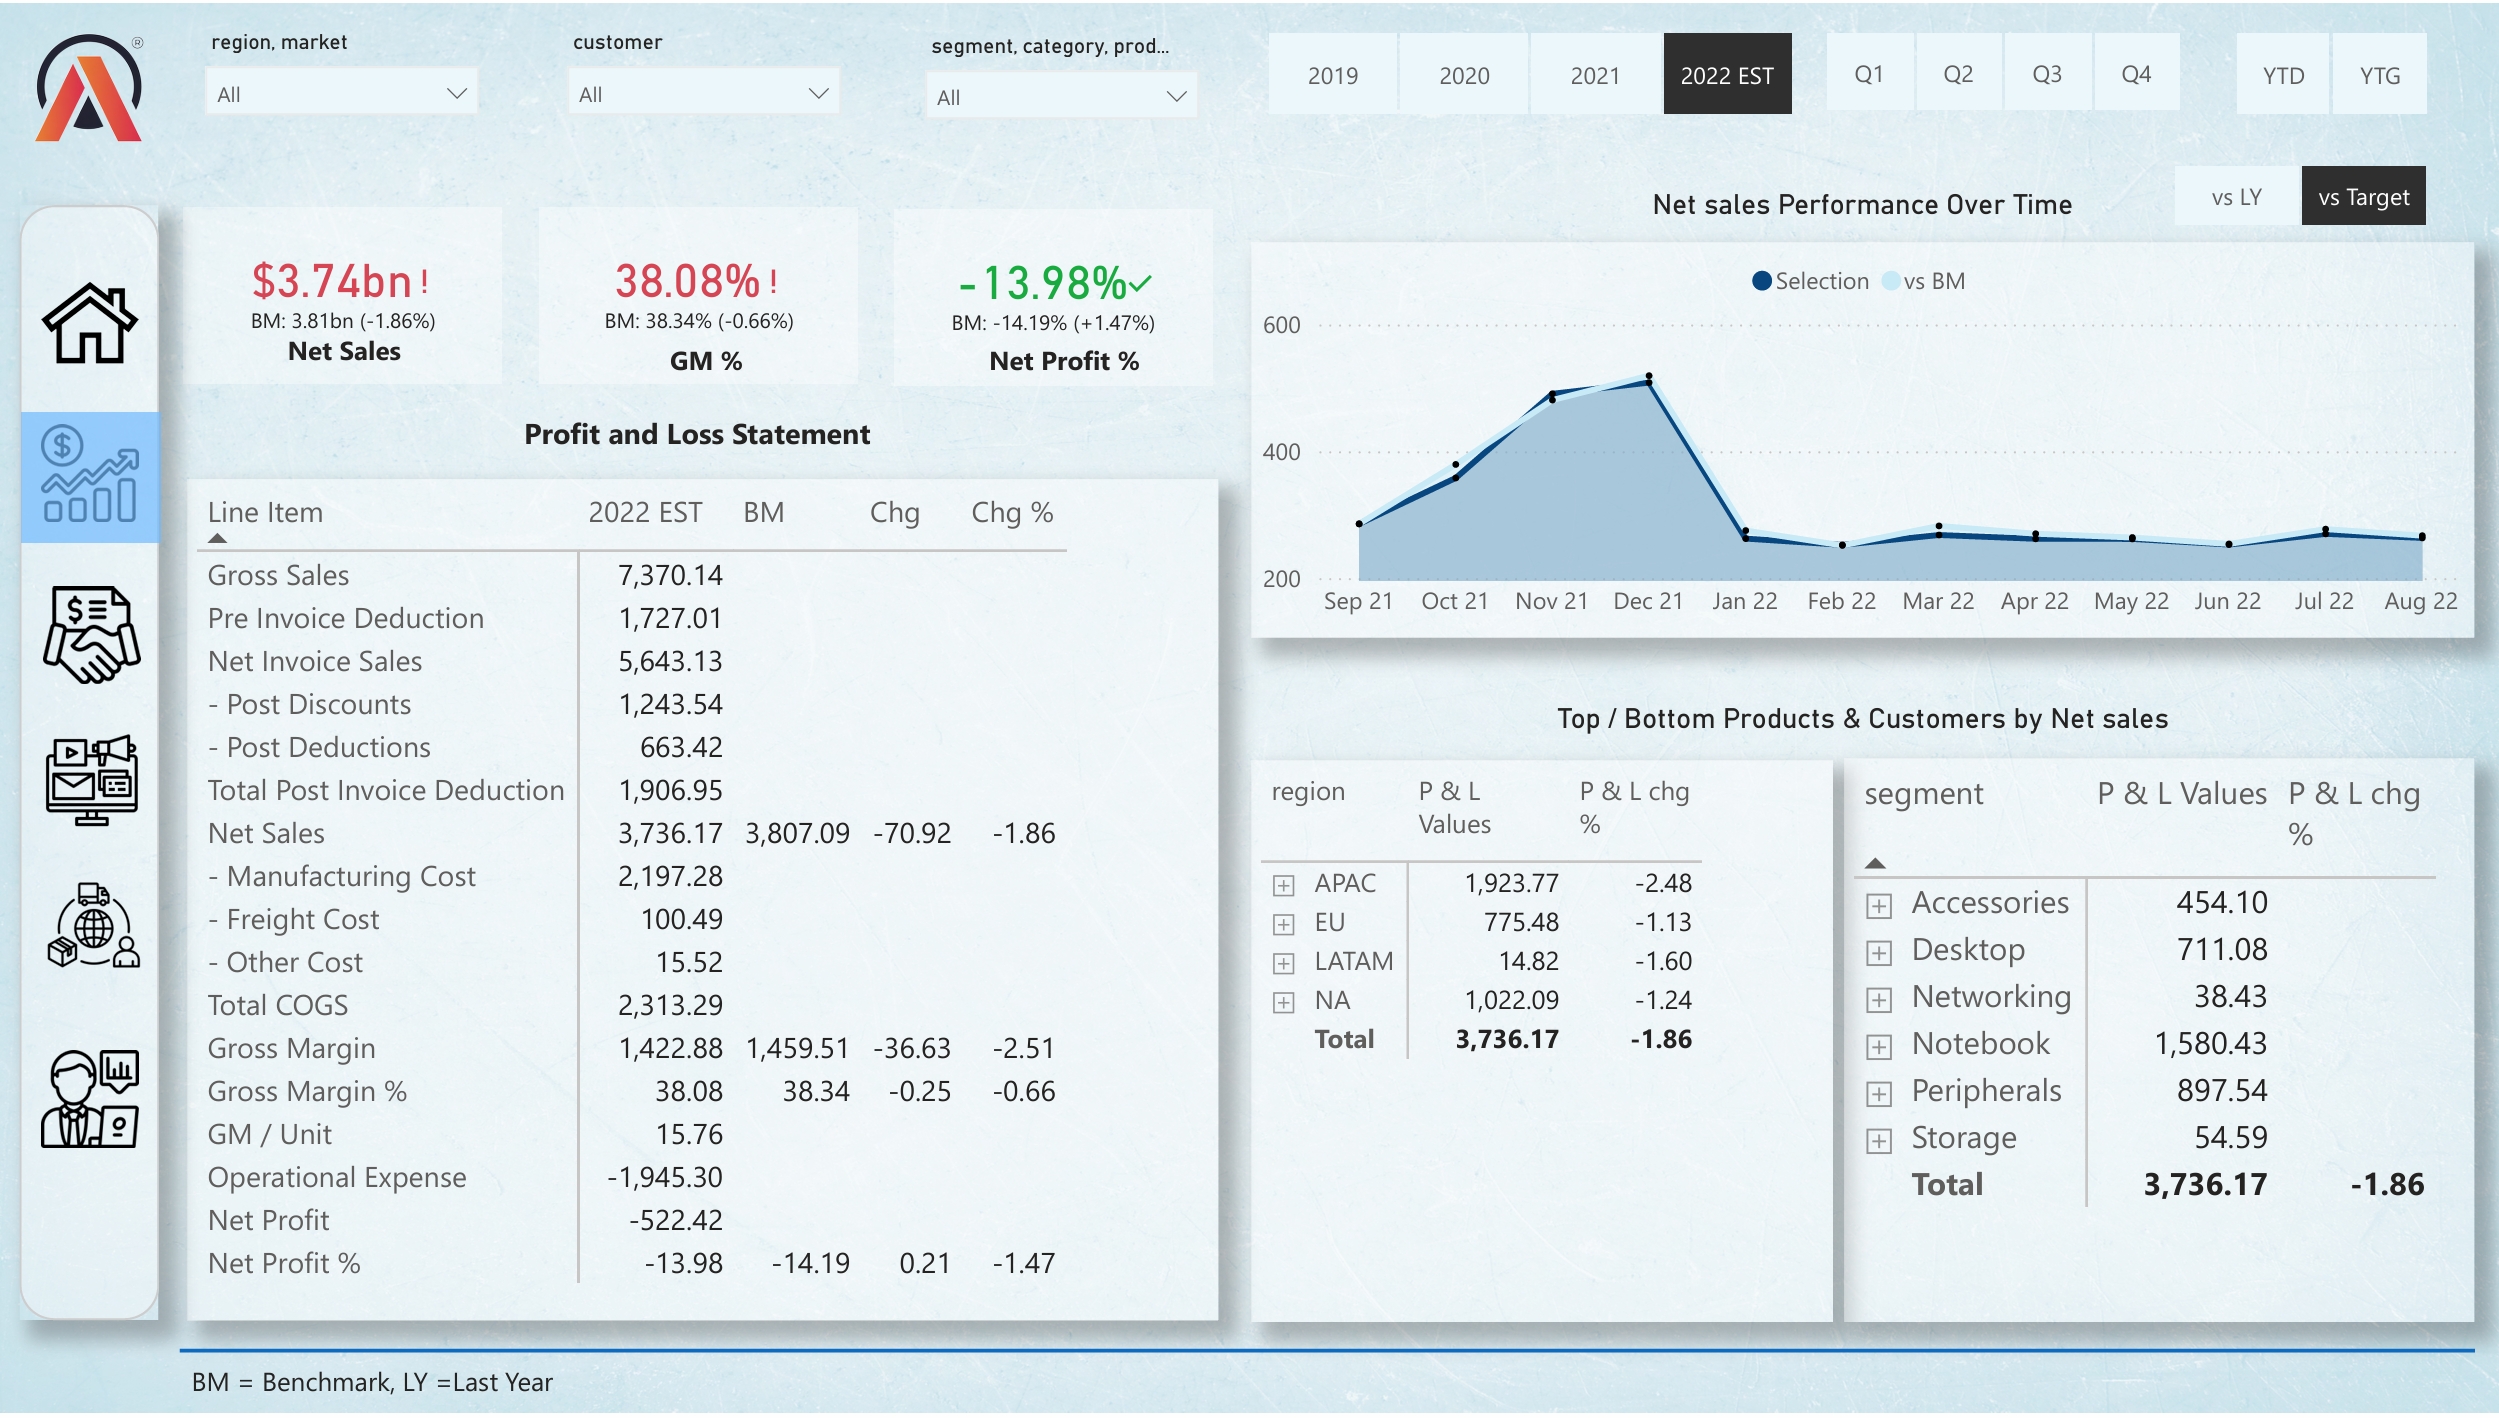 ®
region, market
customer
segment, category, prod...
All
All
All
2019 2020 2021 2022 EST
Q1 Q2 Q3 Q4
YTD YTG
vs LY vs Target
$3.74bn !
BM: 3.81bn (-1.86%)
Net Sales
38.08% !
BM: 38.34% (-0.66%)
GM %
-13.98%
BM: -14.19% (+1.47%)
Net Profit %
Net sales Performance Over Time
Selection vs BM
600
400
200
Sep 21 Oct 21 Nov 21 Dec 21 Jan 22 Feb 22 Mar 22 Apr 22 May 22 Jun 22 Jul 22 Aug 22
Profit and Loss Statement
Line Item 2022 EST BM Chg Chg %
Gross Sales 7,370.14
Pre Invoice Deduction 1,727.01
Net Invoice Sales 5,643.13
- Post Discounts 1,243.54
- Post Deductions 663.42
Total Post Invoice Deduction 1,906.95
Net Sales 3,736.17 3,807.09 -70.92 -1.86
- Manufacturing Cost 2,197.28
- Freight Cost 100.49
- Other Cost 15.52
Total COGS 2,313.29
Gross Margin 1,422.88 1,459.51 -36.63 -2.51
Gross Margin % 38.08 38.34 -0.25 -0.66
GM / Unit 15.76
Operational Expense -1,945.30
Net Profit -522.42
Net Profit % -13.98 -14.19 0.21 -1.47
Top / Bottom Products & Customers by Net sales
region P & L Values P & L chg %
APAC 1,923.77 -2.48
EU 775.48 -1.13
LATAM 14.82 -1.60
NA 1,022.09 -1.24
Total 3,736.17 -1.86
segment P & L Values P & L chg %
Accessories 454.10
Desktop 711.08
Networking 38.43
Notebook 1,580.43
Peripherals 897.54
Storage 54.59
Total 3,736.17 -1.86
BM = Benchmark, LY =Last Year